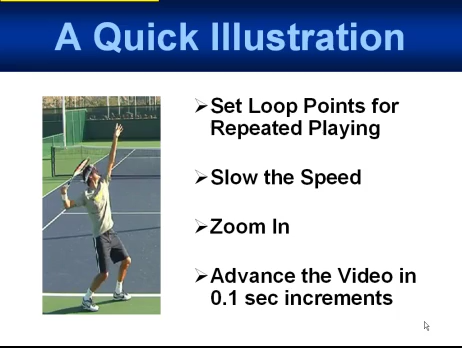 A Quick Illustration
Set Loop Points for
Repeated Playing
Slow the Speed
Zoom In
Advance the Video in
0.1 sec increments